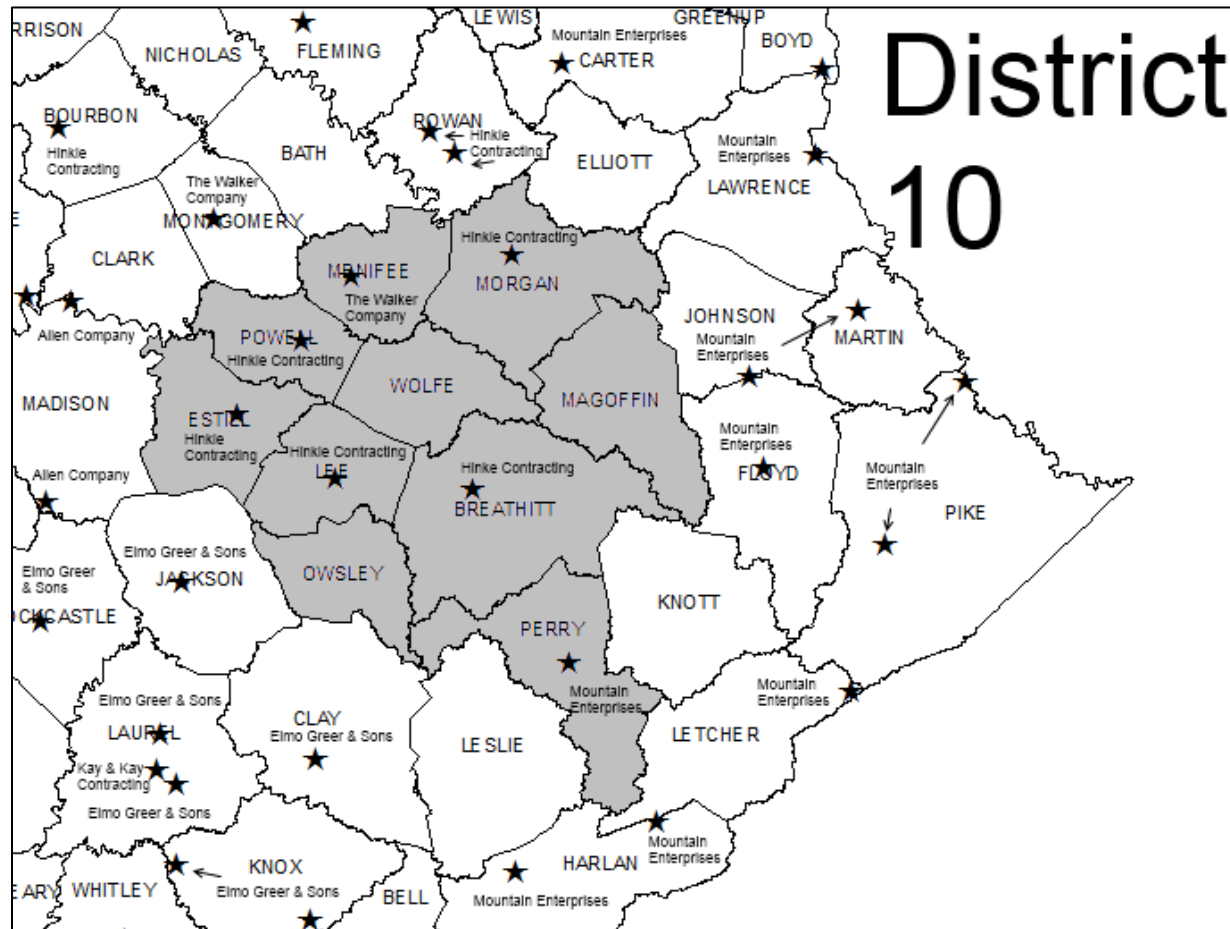 District
10
RRISON
NICHOLAS
FLEMING
LEWIS
GREENUP
Mountain Enterprises
CARTER
BOYD
BOURBON
Hinkle
Contracting
BATH
ROWAN
Hinkle
Contracting
ELLIOTT
Mountain
Enterprises
LAWRENCE
The Walker
Company
MONTGOMERY
E
CLARK
Allen Company
MENIFEE
The Walker
Company
Hinkle Contracting
MORGAN
JOHNSON
Mountain
Enterprises
MARTIN
POWELL
Hinkle Contracting
WOLFE
MAGOFFIN
MADISON
Allen Company
ESTILL
Hinkle
Contracting
Hinkle Contracting
LEE
Hinke Contracting
BREATHITT
Mountain
Enterprises
FLOYD
Mountain
Enterprises
PIKE
Elmo Greer & Sons
JACKSON
OWSLEY
KNOTT
Elmo Greer
& Sons
OCKCASTLE
PERRY
Mountain
Enterprises
Mountain
Enterprises
LETCHER
Elmo Greer & Sons
LAUREL
Kay & Kay
Contracting
Elmo Greer & Sons
CLAY
Elmo Greer & Sons
LESLIE
Mountain
Enterprises
HARLAN
Mountain Enterprises
EARY
WHITLEY
KNOX
Elmo Greer & Sons
BELL